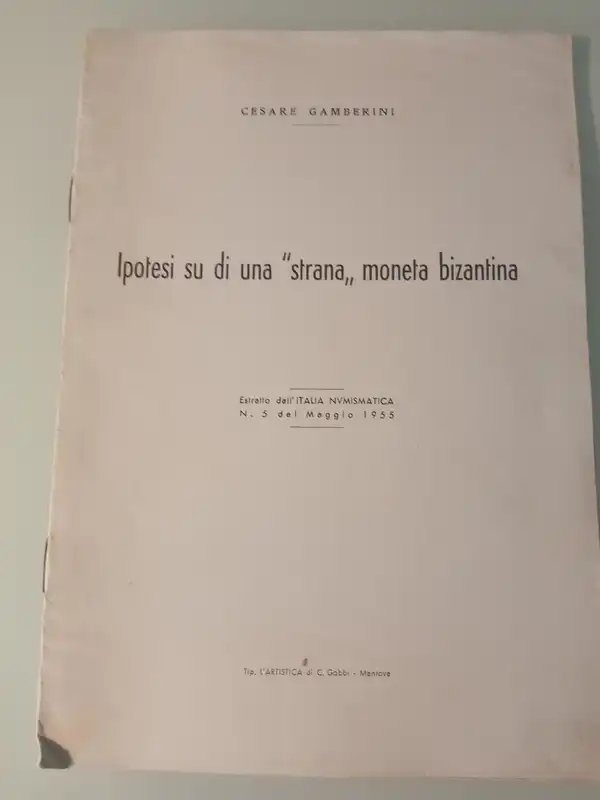 CESARE GAMBERINI
Ipotesi su di una “strana„ moneta bizantina
Estratto dall'ITALIA NVMISMATICA
N. 5 del Maggio 1955
Tip. L'ARTISTICA di C. Gobbi - Mantova